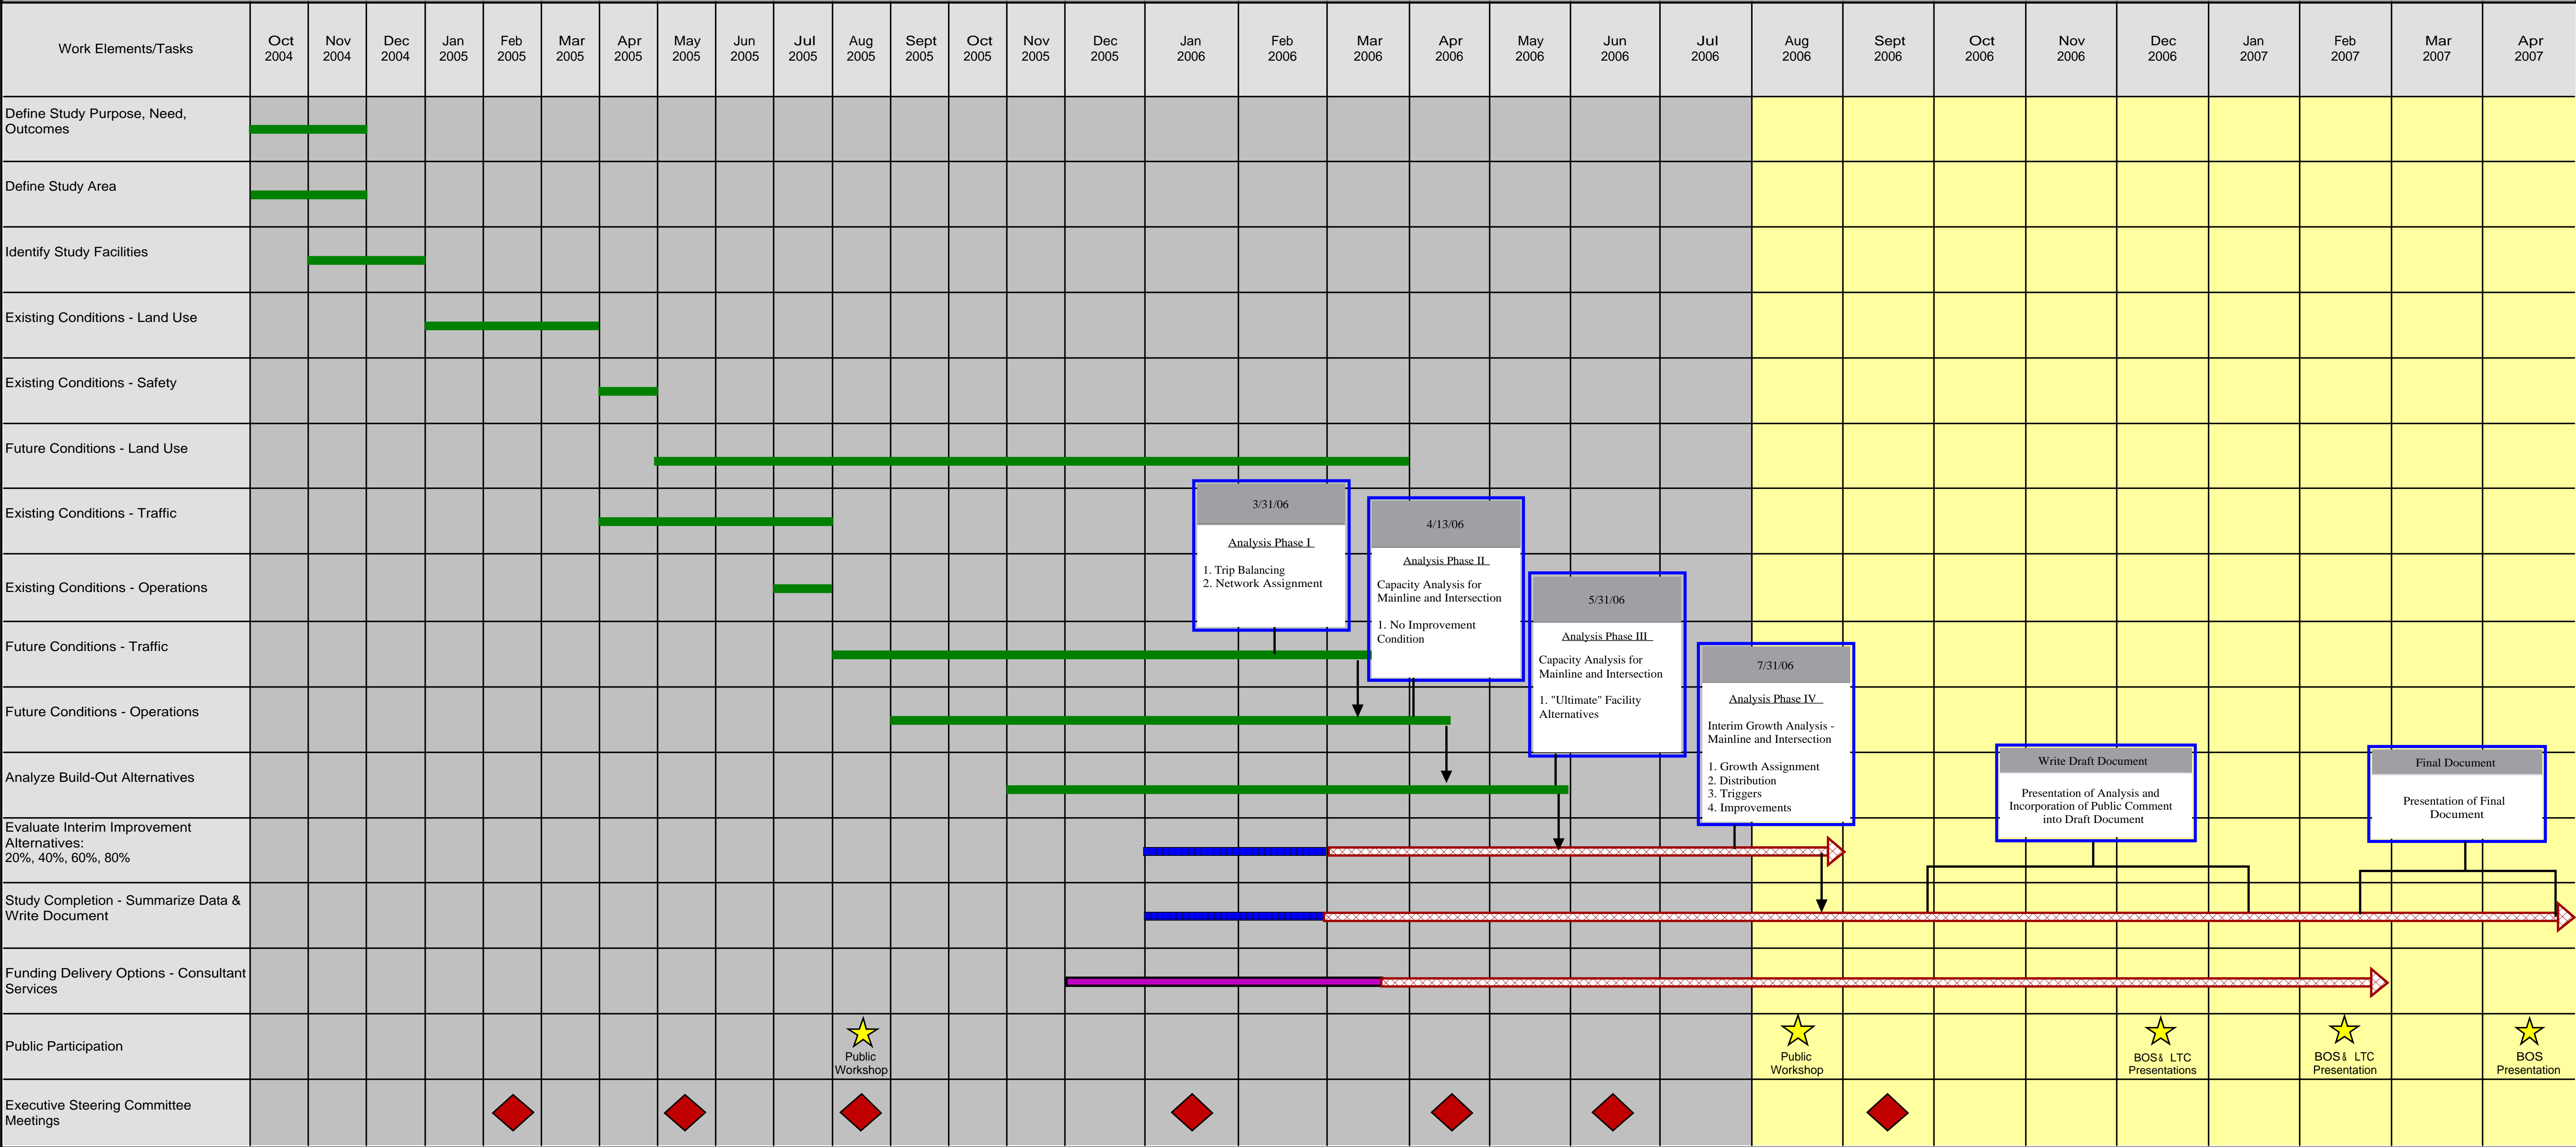 Work Elements/Tasks
Oct
2004
Nov
2004
Dec
2004
Jan
2005
Feb
2005
Mar
2005
Apr
2005
May
2005
Jun
2005
Jul
2005
Aug
2005
Sept
2005
Oct
2005
Nov
2005
Dec
2005
Jan
2006
Feb
2006
Mar
2006
Apr
2006
May
2006
Jun
2006
Jul
2006
Aug
2006
Sept
2006
Oct
2006
Nov
2006
Dec
2006
Jan
2007
Feb
2007
Mar
2007
Apr
2007
Define Study Purpose, Need,
Outcomes
Define Study Area
Identify Study Facilities
Existing Conditions - Land Use
Existing Conditions - Safety
Future Conditions - Land Use
Existing Conditions - Traffic
Existing Conditions - Operations
Future Conditions - Traffic
Future Conditions - Operations
Analyze Build-Out Alternatives
Evaluate Interim Improvement
Alternatives:
20%, 40%, 60%, 80%
Study Completion - Summarize Data &
Write Document
Funding Delivery Options - Consultant
Services
Public Participation
Executive Steering Committee
Meetings
3/31/06
Analysis Phase I
1. Trip Balancing
2. Network Assignment
4/13/06
Analysis Phase II
Capacity Analysis for
Mainline and Intersection
1. No Improvement
Condition
5/31/06
Analysis Phase III
Capacity Analysis for
Mainline and Intersection
1. "Ultimate" Facility
Alternatives
7/31/06
Analysis Phase IV
Interim Growth Analysis -
Mainline and Intersection
1. Growth Assignment
2. Distribution
3. Triggers
4. Improvements
Write Draft Document
Presentation of Analysis and
Incorporation of Public Comment
into Draft Document
Final Document
Presentation of Final
Document
Public
Workshop
Public
Workshop
BOS& LTC
Presentations
BOS& LTC
Presentation
BOS
Presentation